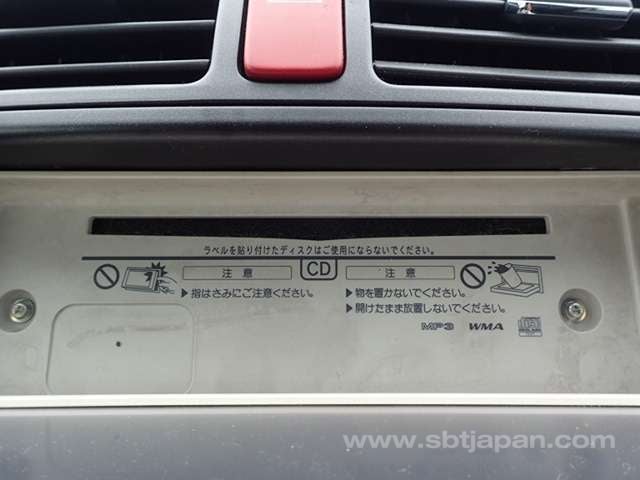 ラベルを貼り付けたディスクはご使用にならないでください。
注意 CD 注意
▶指はさみにご注意ください。
▶物を置かないでください。
▶開けたまま放置しないでください。
MP3 WMA
www.sbtjapan.com